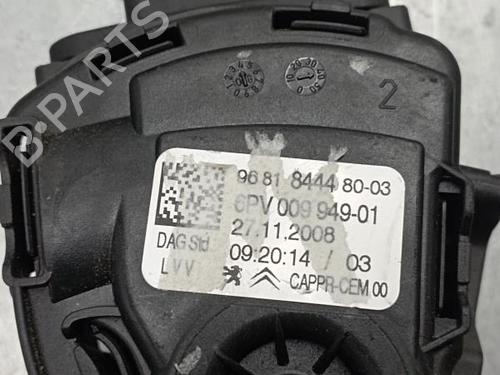 2
96 81 8444 80-03
6PV 009 949-01
27.11.2008
DAG Std 09:20:14 / 03
L V V CAPPR-CEM 00
B-PARTS